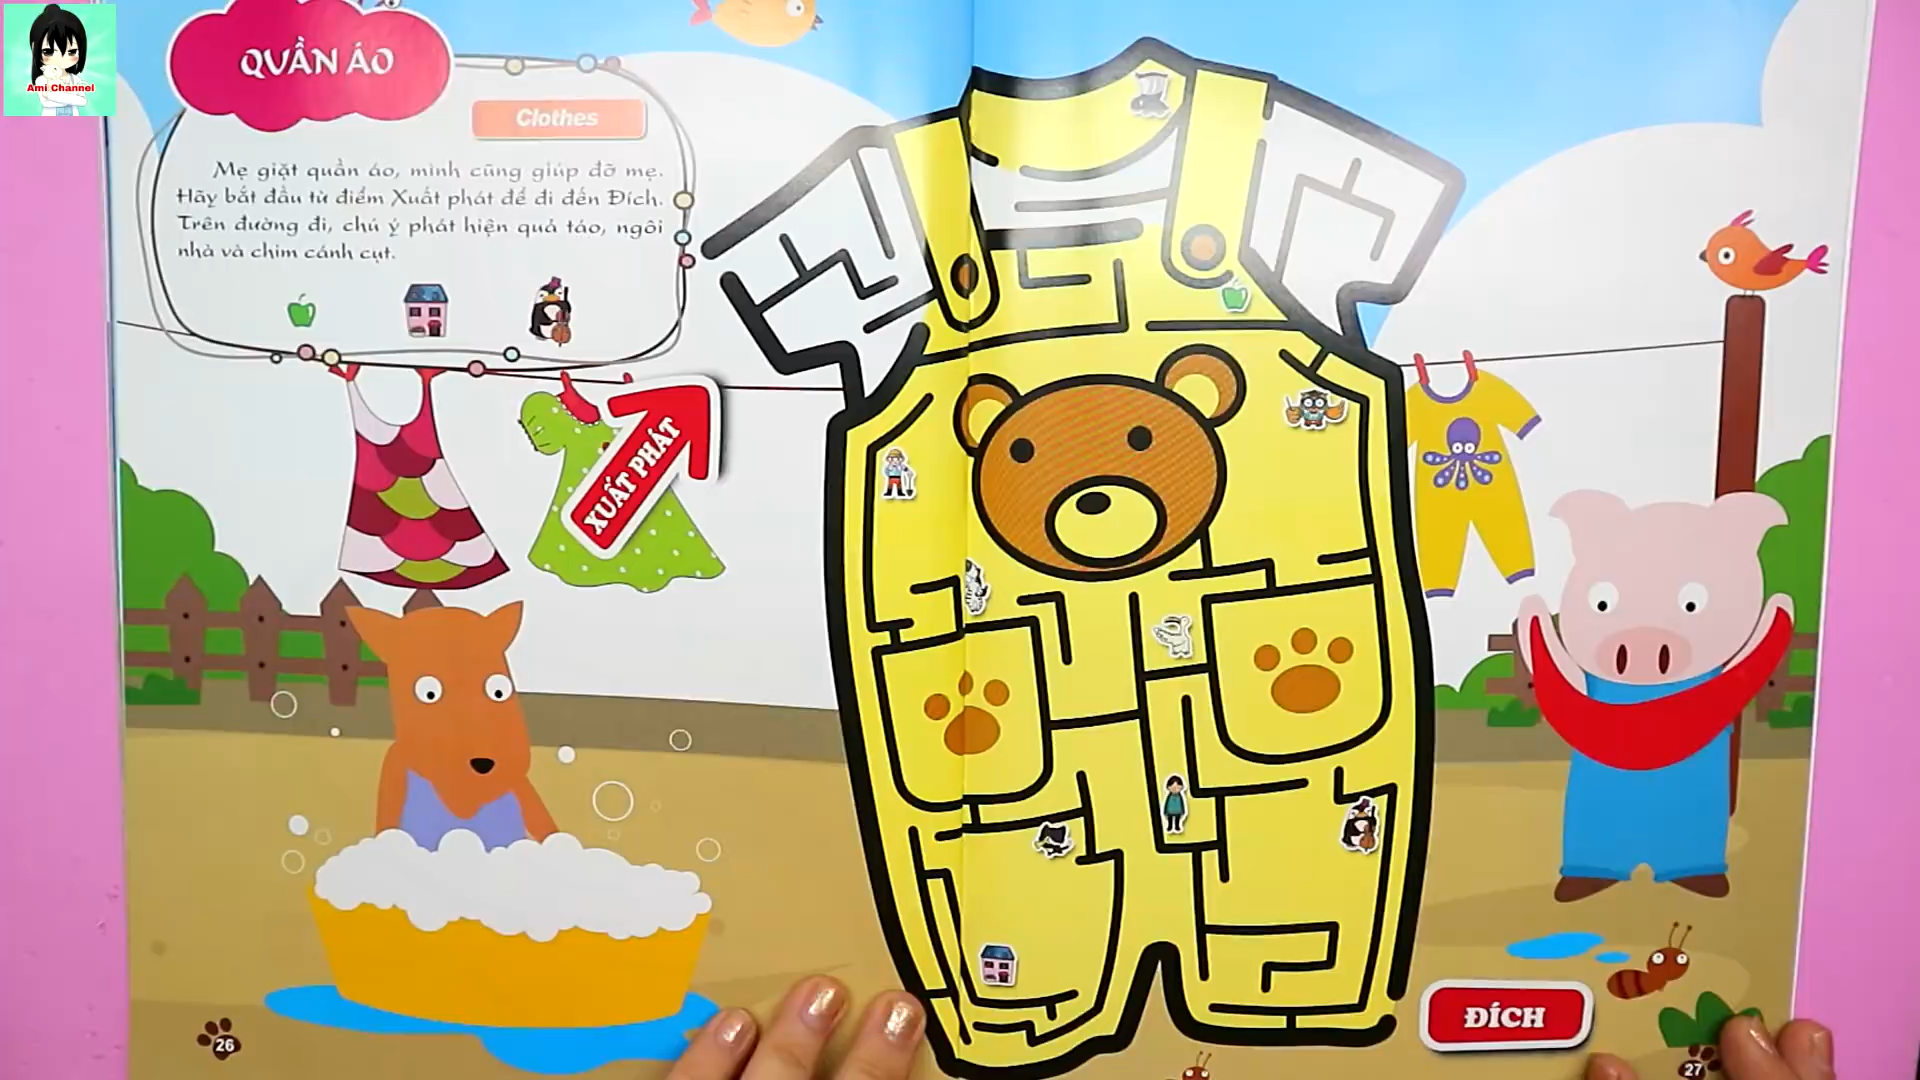 Ami Channel
QUẦN ÁO
Clothes
Mẹ giặt quần áo, mình cũng giúp đỡ mẹ.
Hãy bắt đầu từ điểm Xuất phát để đi đến Đích.
Trên đường đi, chú ý phát hiện quả táo, ngôi
nhà và chim cánh cụt.
XUẤT PHÁT
ĐÍCH
26
27